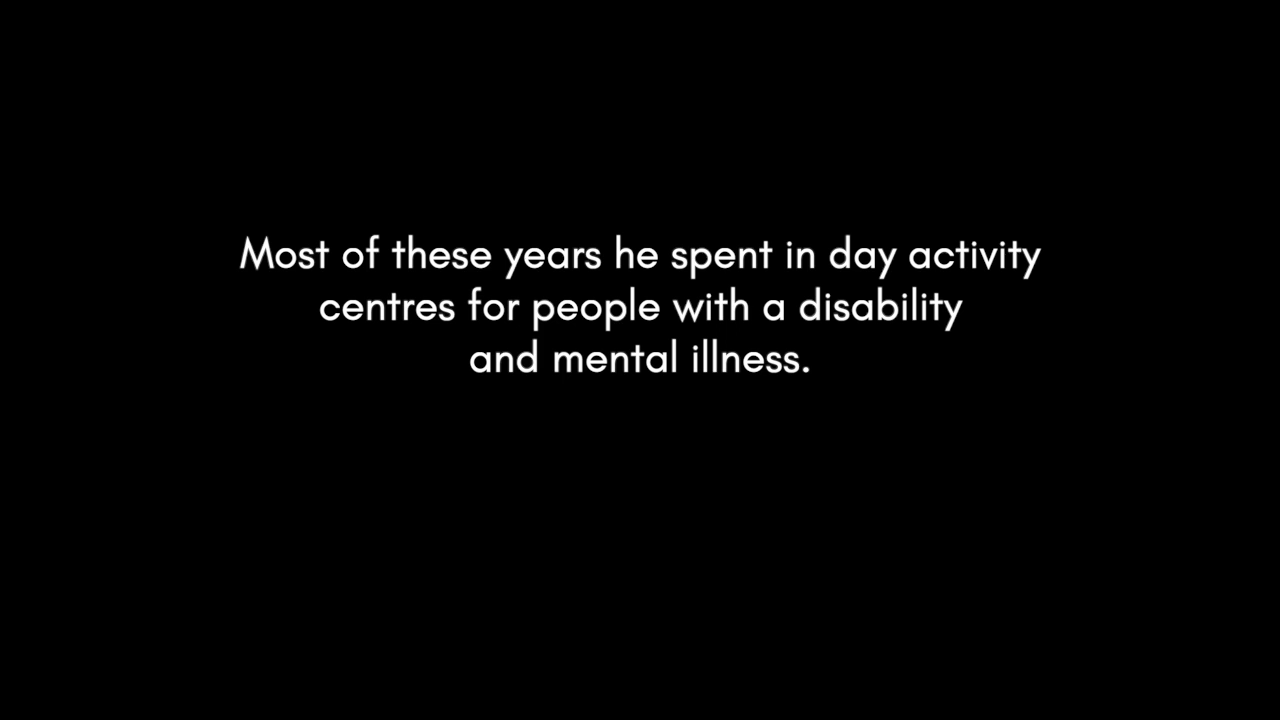 Most of these years he spent in day activity
centres for people with a disability
and mental illness.